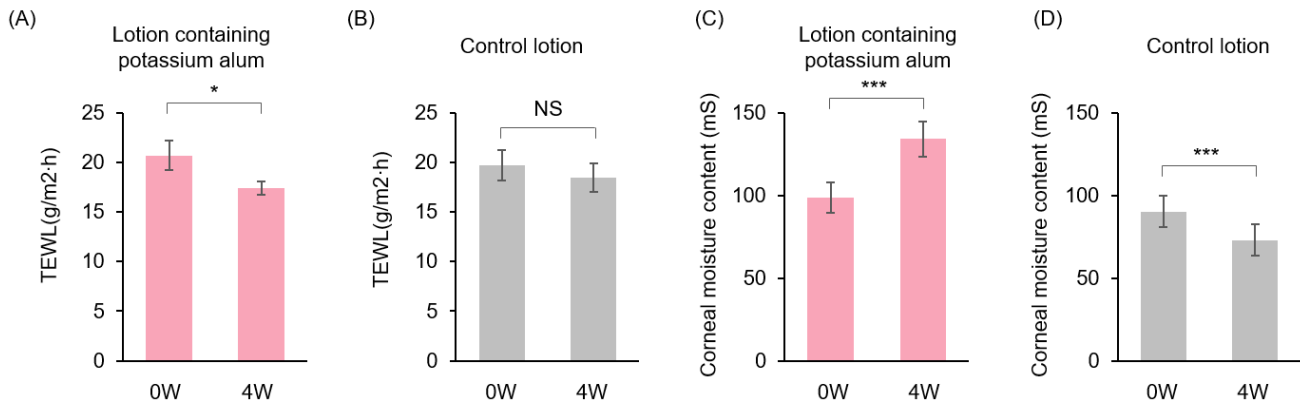 (A)
Lotion containing
potassium alum
*
TEWL(g/m2·h)
25
20
15
10
5
0
0W 4W
(B)
Control lotion
NS
TEWL(g/m2·h)
25
20
15
10
5
0
0W 4W
(C)
Lotion containing
potassium alum
***
Corneal moisture content (mS)
150
100
50
0
0W 4W
(D)
Control lotion
***
Corneal moisture content (mS)
150
100
50
0
0W 4W